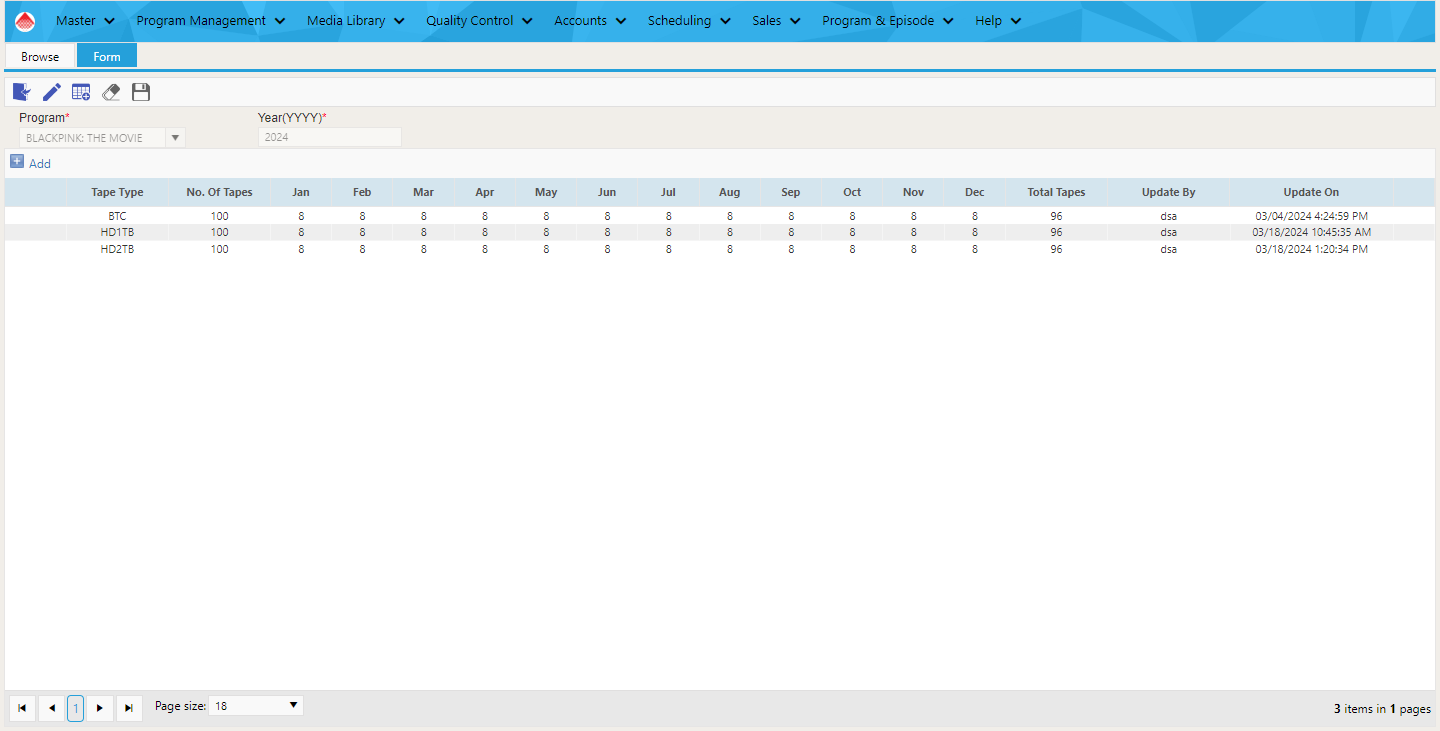 Master Program Management Media Library Quality Control Accounts Scheduling Sales Program & Episode Help
Browse Form
Program* Year(YYYY)*
BLACKPINK: THE MOVIE 2024
Add
Tape Type No. Of Tapes Jan Feb Mar Apr May Jun Jul Aug Sep Oct Nov Dec Total Tapes Update By Update On
BTC 100 8 8 8 8 8 8 8 8 8 8 8 8 96 dsa 03/04/2024 4:24:59 PM
HD1TB 100 8 8 8 8 8 8 8 8 8 8 8 8 96 dsa 03/18/2024 10:45:35 AM
HD2TB 100 8 8 8 8 8 8 8 8 8 8 8 8 96 dsa 03/18/2024 1:20:34 PM
1 Page size: 18 3 items in 1 pages